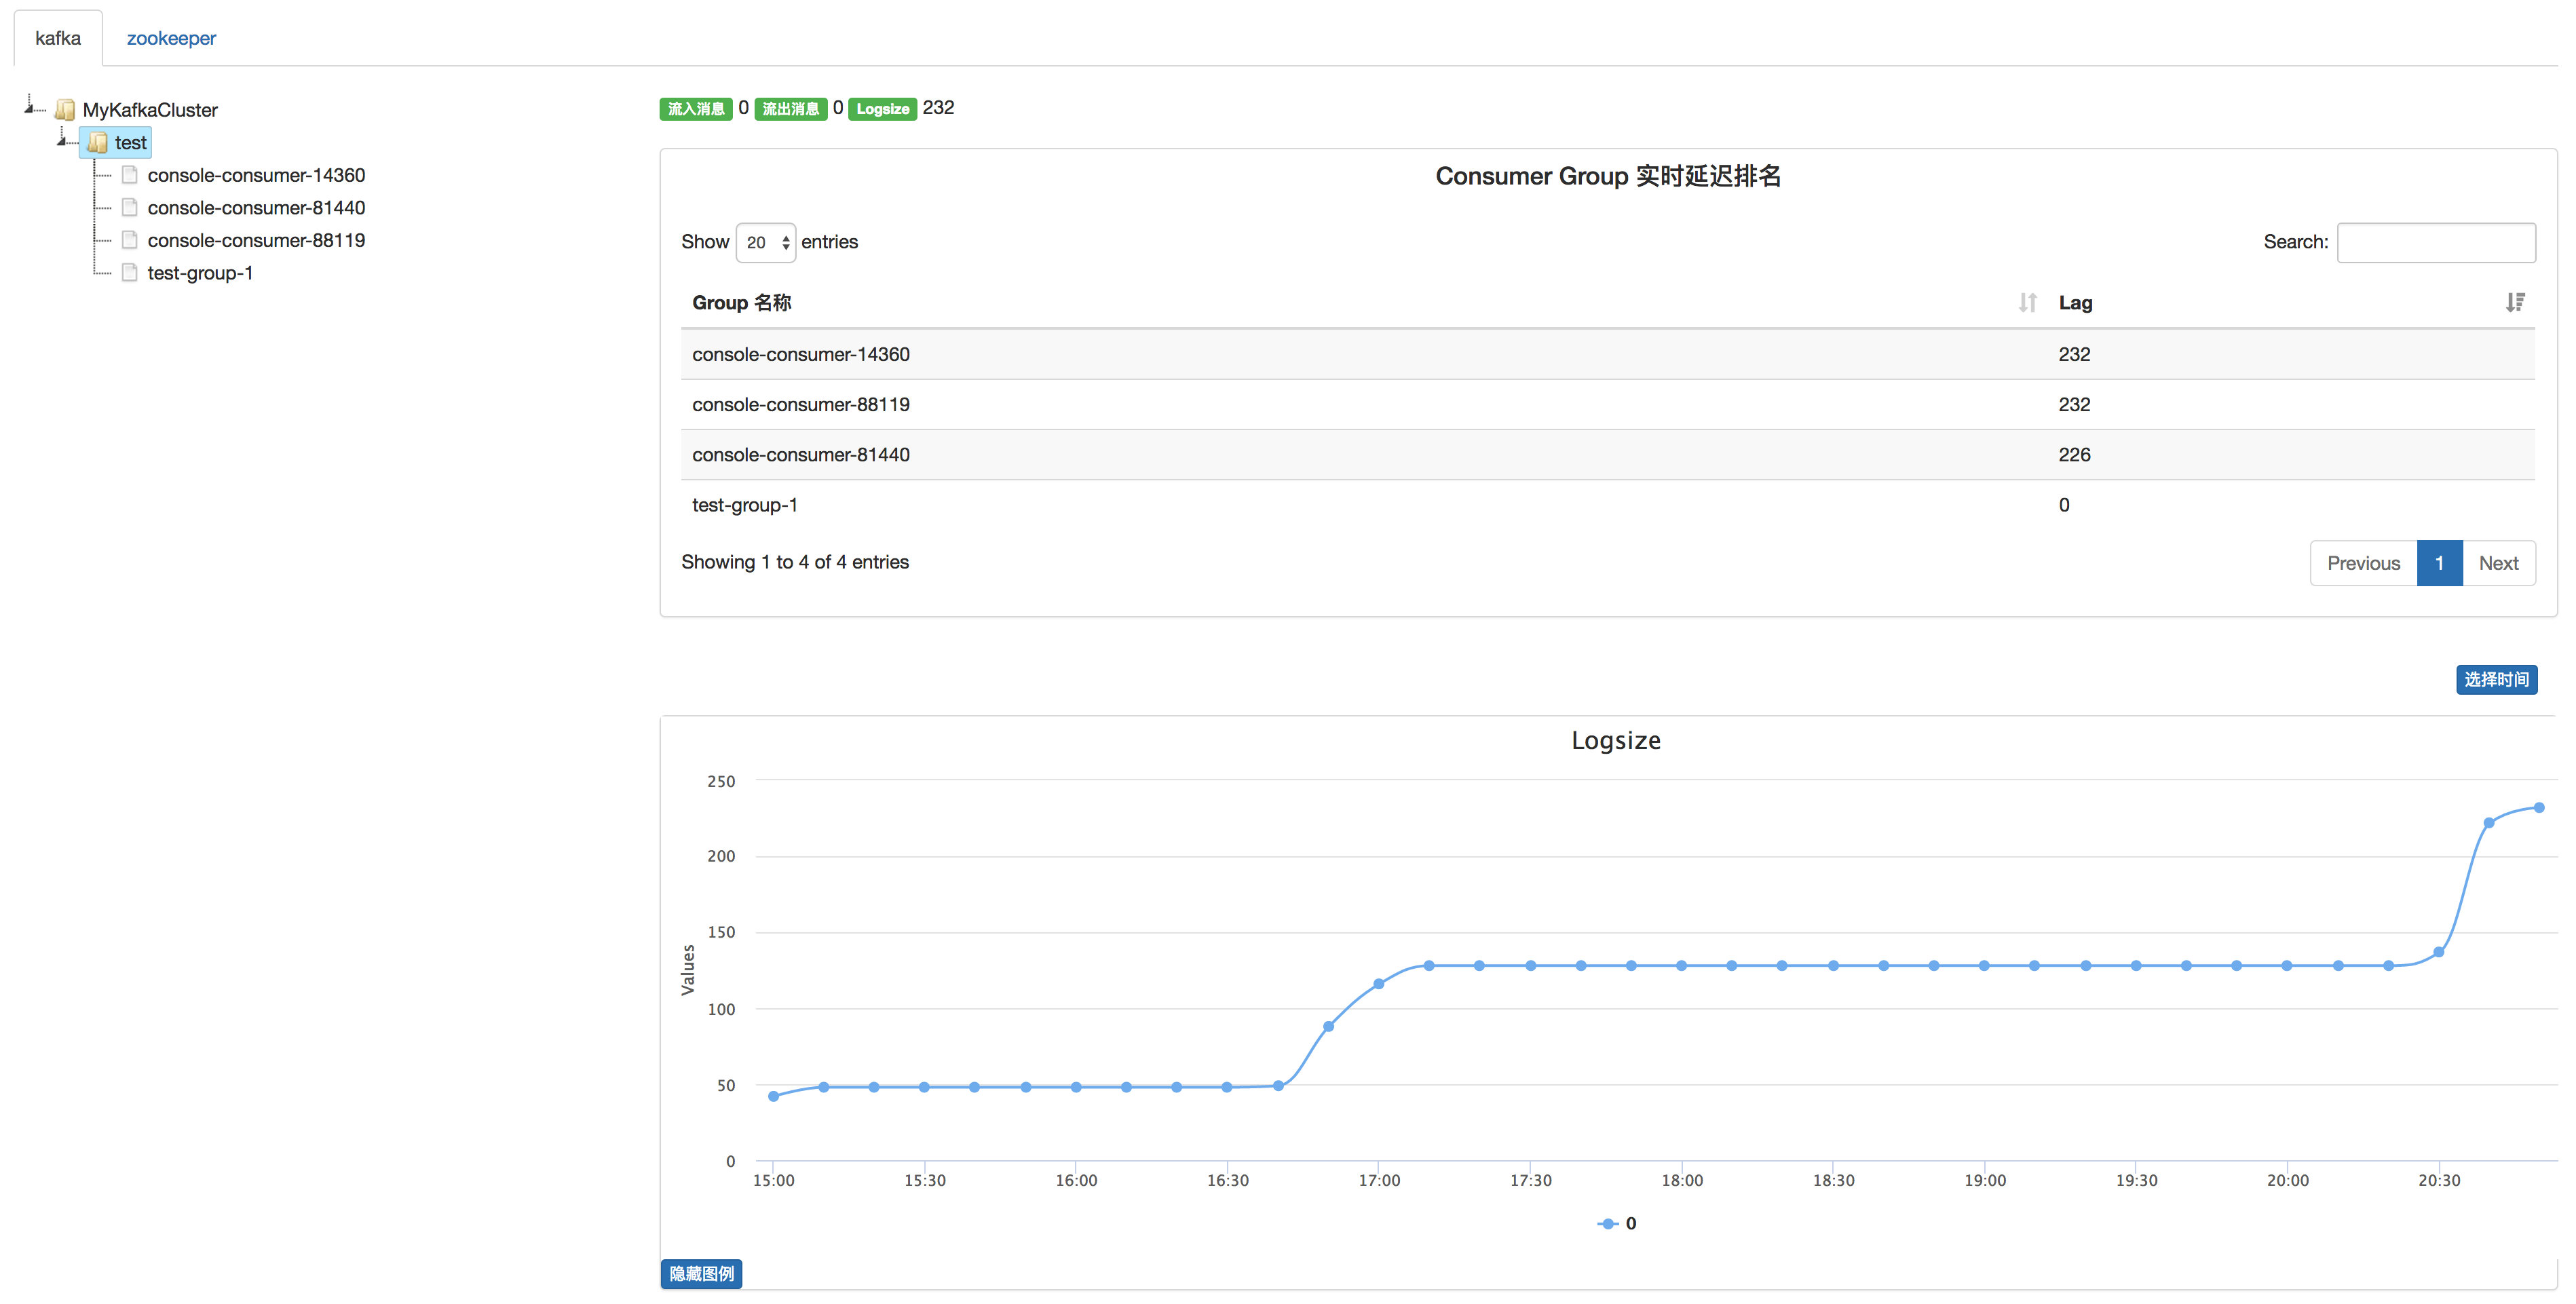 kafka zookeeper
MyKafkaCluster
test
console-consumer-14360
console-consumer-81440
console-consumer-88119
test-group-1
流入消息 0 流出消息 0 Logsize 232
Consumer Group 实时延迟排名
Show 20 entries Search:
Group 名称 Lag
console-consumer-14360 232
console-consumer-88119 232
console-consumer-81440 226
test-group-1 0
Showing 1 to 4 of 4 entries Previous 1 Next
选择时间
Logsize
250
200
150
100
50
0
Values
15:00 15:30 16:00 16:30 17:00 17:30 18:00 18:30 19:00 19:30 20:00 20:30
0
隐藏图例